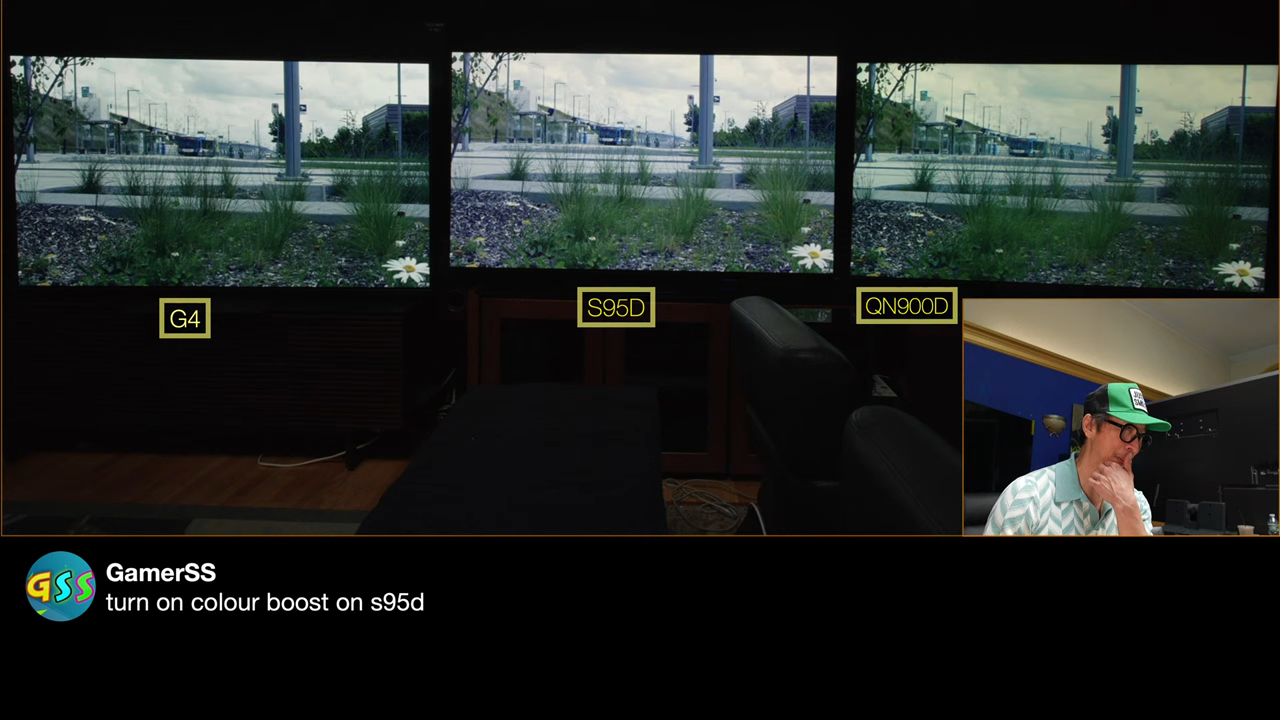 G4
S95D
QN900D
GSS
GamerSS
turn on colour boost on s95d